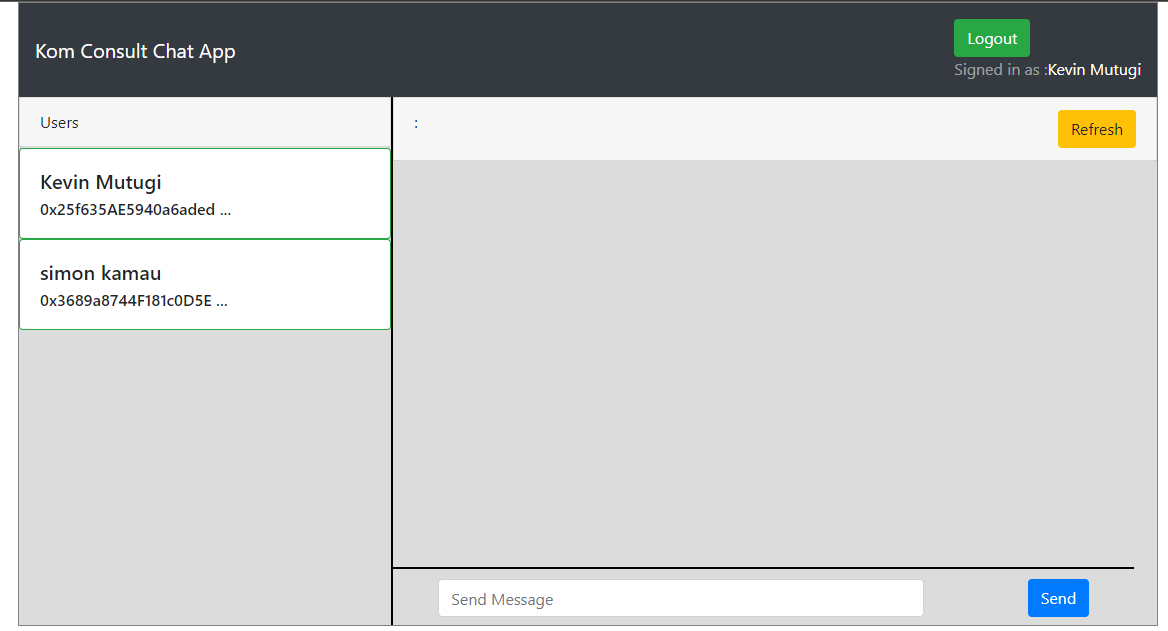 Kom Consult Chat App
Logout
Signed in as :Kevin Mutugi
Users
:
Refresh
Kevin Mutugi
0x25f635AE5940a6aded ...
simon kamau
0x3689a8744F181c0D5E ...
Send Message
Send